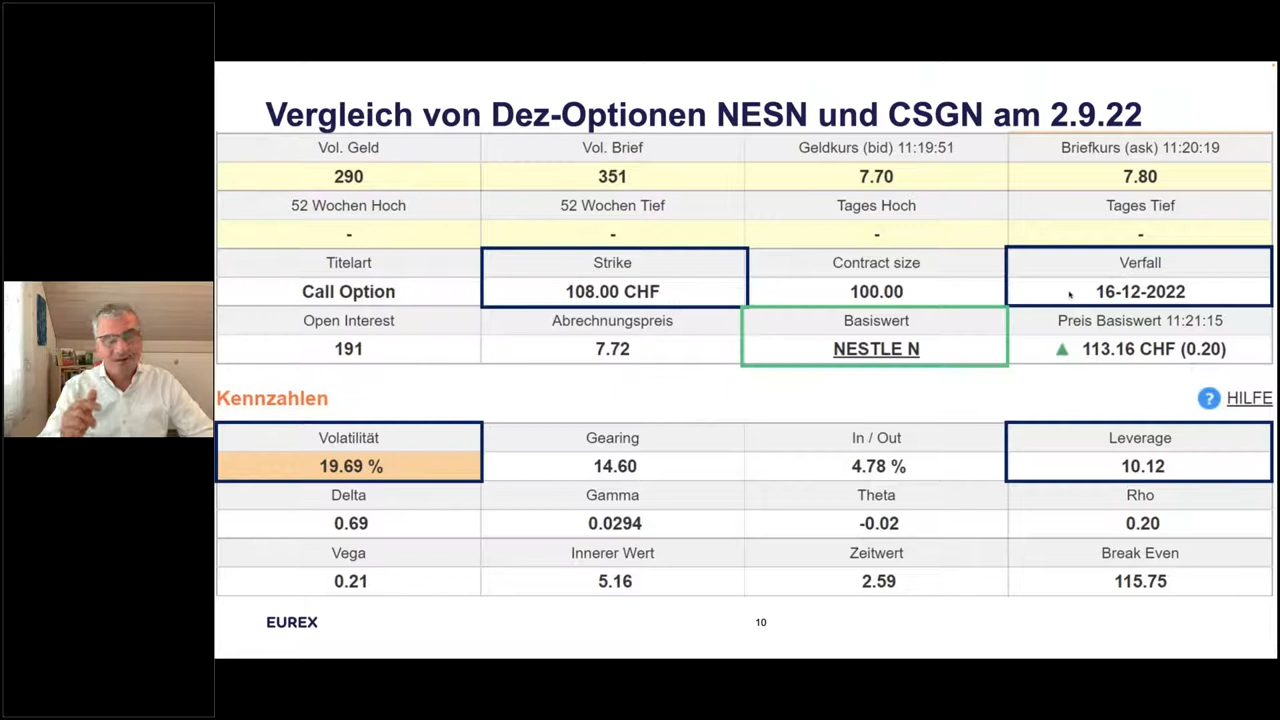 Vergleich von Dez-Optionen NESN und CSGN am 2.9.22
Vol. Geld Vol. Brief Geldkurs (bid) 11:19:51 Briefkurs (ask) 11:20:19
290 351 7.70 7.80
52 Wochen Hoch 52 Wochen Tief Tages Hoch Tages Tief
- - - -
Titelart Strike Contract size Verfall
Call Option 108.00 CHF 100.00 16-12-2022
Open Interest Abrechnungspreis Basiswert Preis Basiswert 11:21:15
191 7.72 NESTLE N ▲ 113.16 CHF (0.20)
Kennzahlen ? HILFE
Volatilität Gearing In / Out Leverage
19.69 % 14.60 4.78 % 10.12
Delta Gamma Theta Rho
0.69 0.0294 -0.02 0.20
Vega Innerer Wert Zeitwert Break Even
0.21 5.16 2.59 115.75
EUREX 10